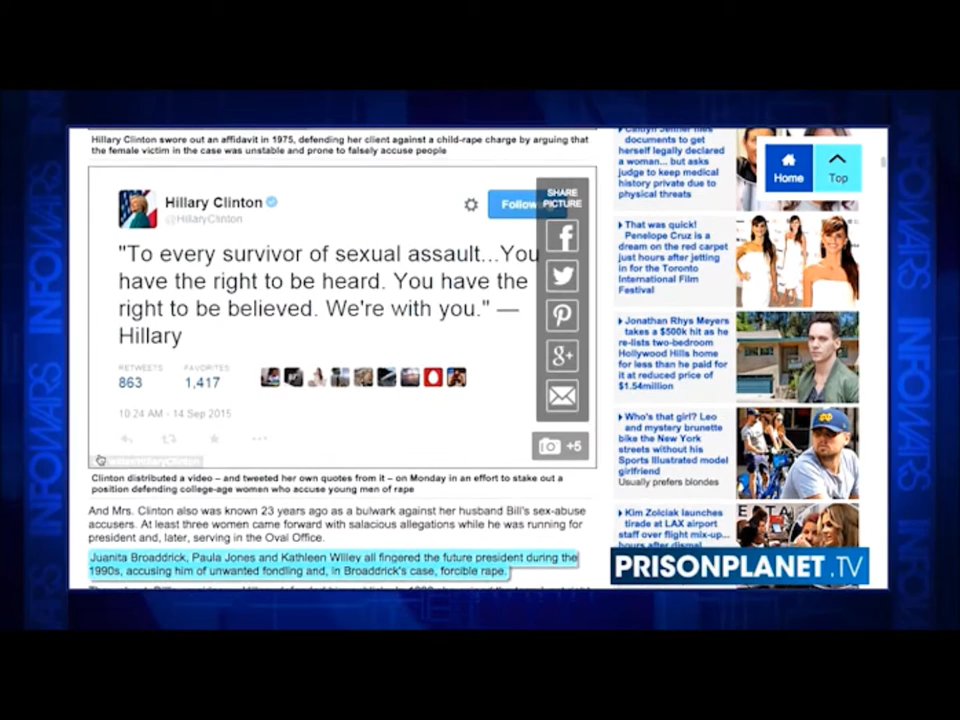 Hillary Clinton swore out an affidavit in 1975, defending her client against a child-rape charge by arguing that
the female victim in the case was unstable and prone to falsely accuse people
Hillary Clinton
@HillaryClinton
Follow
SHARE
PICTURE
"To every survivor of sexual assault...You
have the right to be heard. You have the
right to be believed. We're with you." —
Hillary
RETWEETS
863
FAVORITES
1,417
10:24 AM - 14 Sep 2015
+5
Clinton distributed a video – and tweeted her own quotes from it – on Monday in an effort to stake out a
position defending college-age women who accuse young men of rape
And Mrs. Clinton also was known 23 years ago as a bulwark against her husband Bill's sex-abuse
accusers. At least three women came forward with salacious allegations while he was running for
president and, later, serving in the Oval Office.
Juanita Broaddrick, Paula Jones and Kathleen Willey all fingered the future president during the
1990s, accusing him of unwanted fondling and, in Broaddrick's case, forcible rape.
Caitlyn Jenner files
documents to get
herself legally declared
a woman... but asks
judge to keep medical
history private due to
physical threats
Home
Top
That was quick!
Penelope Cruz is a
dream on the red carpet
just hours after jetting
in for the Toronto
International Film
Festival
Jonathan Rhys Meyers
takes a $500k hit as he
re-lists two-bedroom
Hollywood Hills home
for less than he paid for
it at reduced price of
$1.54million
Who's that girl? Leo
and mystery brunette
bike the New York
streets without his
Sports Illustrated model
girlfriend
Usually prefers blondes
Kim Zolciak launches
tirade at LAX airport
staff over flight mix-up...
hours after dismal
PRISONPLANET.TV
INFOWARS
INFOWARS